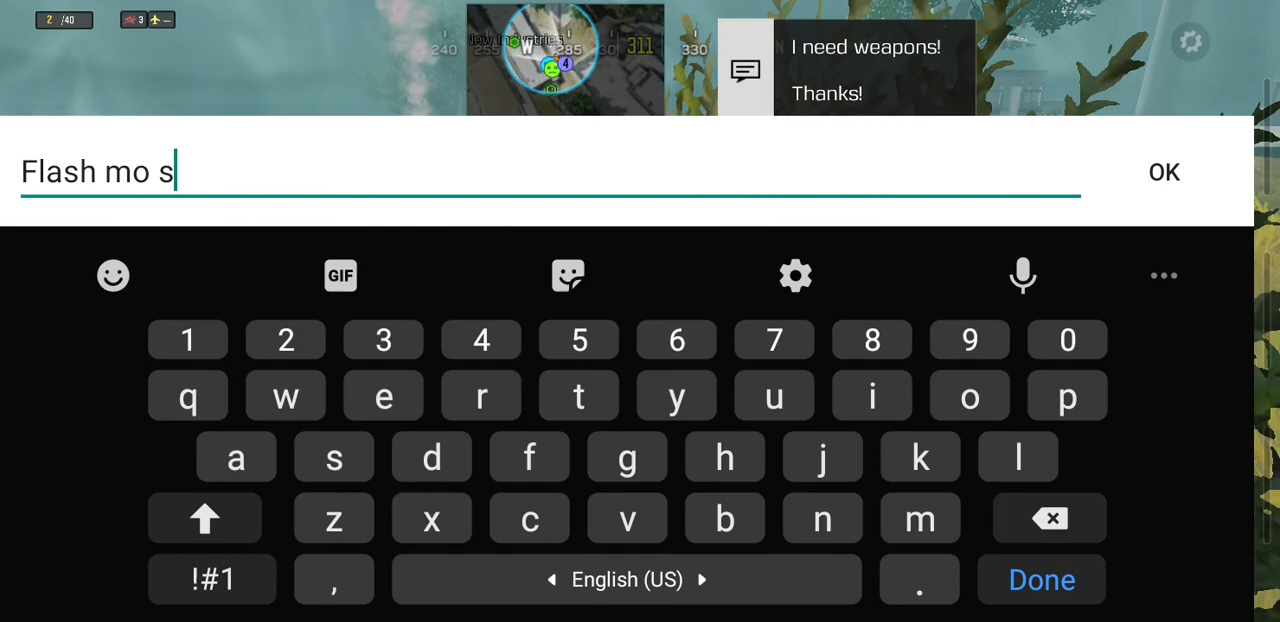 2 /40
3
New Industries
W
4
240
255
285
30
311
330
N
I need weapons!
Thanks!
Flash mo s
OK
GIF
1 2 3 4 5 6 7 8 9 0
q w e r t y u i o p
a s d f g h j k l
z x c v b n m
!#1 , English (US) . Done